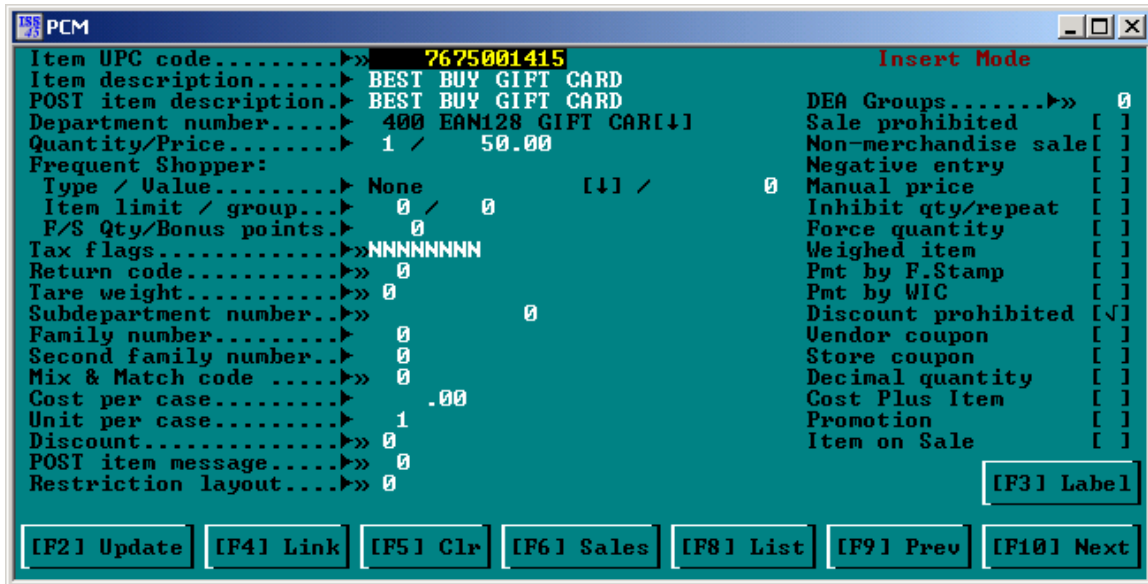 ISS 45 PCM
Item UPC code.........►» 7676001415
Item description......► BEST BUY GIFT CARD
POST item description.► BEST BUY GIFT CARD
Department number.....► 400 EAN128 GIFT CAR[↓]
Quantity/Price........► 1 / 50.00
Frequent Shopper:
Type / Value.........► None [↓] / 0
Item limit / group...► 0 / 0
F/S Qty/Bonus points.► 0
Tax flags.............►»NNNNNNNN
Return code...........►» 0
Tare weight...........►» 0
Subdepartment number..►» 0
Family number.........► 0
Second family number..► 0
Mix & Match code .....►» 0
Cost per case.........► .00
Unit per case.........► 1
Discount..............►» 0
POST item message.....►» 0
Restriction layout....►» 0
Insert Mode
DEA Groups.......►» 0
Sale prohibited [ ]
Non-merchandise sale[ ]
Negative entry [ ]
Manual price [ ]
Inhibit qty/repeat [ ]
Force quantity [ ]
Weighed item [ ]
Pmt by F.Stamp [ ]
Pmt by WIC [ ]
Discount prohibited [√]
Vendor coupon [ ]
Store coupon [ ]
Decimal quantity [ ]
Cost Plus Item [ ]
Promotion [ ]
Item on Sale [ ]
[F3] Label
[F2] Update [F4] Link [F5] Clr [F6] Sales [F8] List [F9] Prev [F10] Next